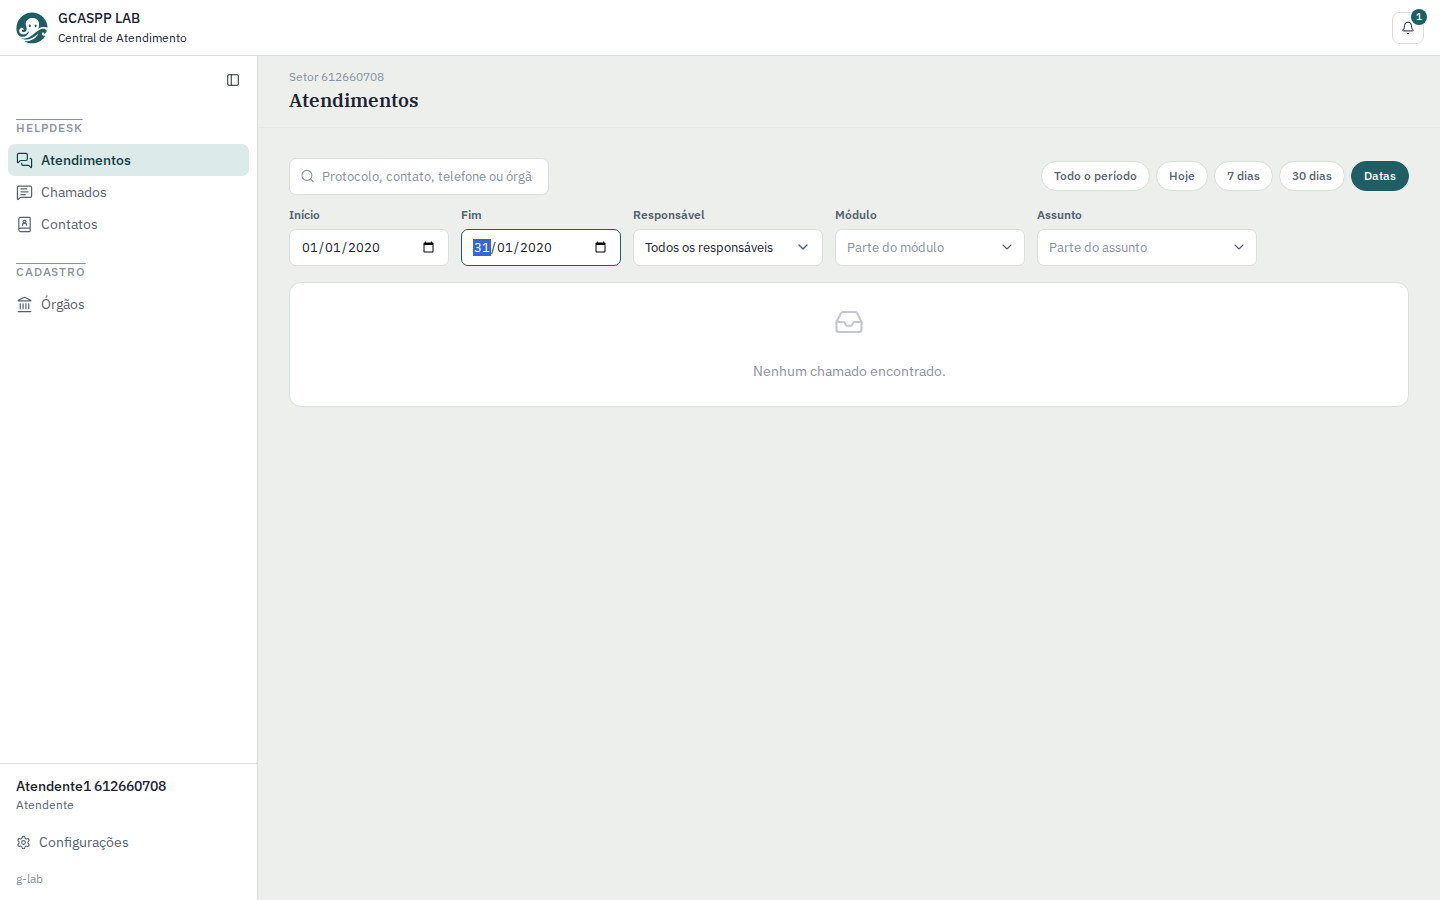 GCASPP LAB
Central de Atendimento
1
HELPDESK
Atendimentos
Chamados
Contatos
CADASTRO
Órgãos
Atendente1 612660708
Atendente
Configurações
g-lab
Setor 612660708
Atendimentos
Protocolo, contato, telefone ou órgã
Todo o período
Hoje
7 dias
30 dias
Datas
Início
Fim
Responsável
Módulo
Assunto
01/01/2020
31/01/2020
Todos os responsáveis
Parte do módulo
Parte do assunto
Nenhum chamado encontrado.